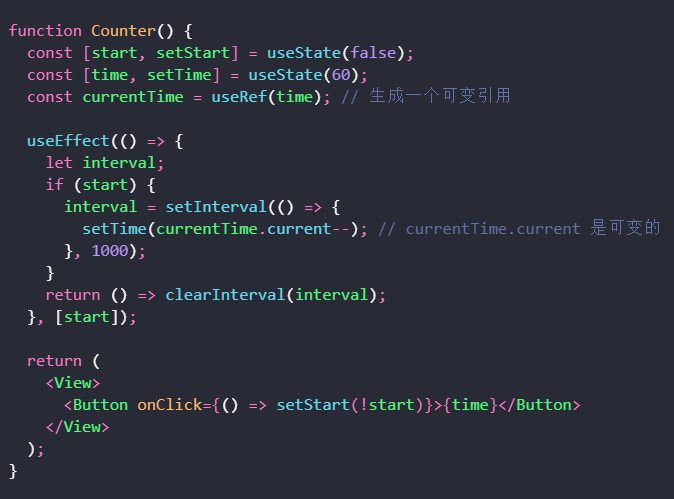 function Counter() {
  const [start, setStart] = useState(false);
  const [time, setTime] = useState(60);
  const currentTime = useRef(time); // 生成一个可变引用

  useEffect(() => {
    let interval;
    if (start) {
      interval = setInterval(() => {
        setTime(currentTime.current--); // currentTime.current 是可变的
      }, 1000);
    }
    return () => clearInterval(interval);
  }, [start]);

  return (
    <View>
      <Button onClick={() => setStart(!start)}>{time}</Button>
    </View>
  );
}